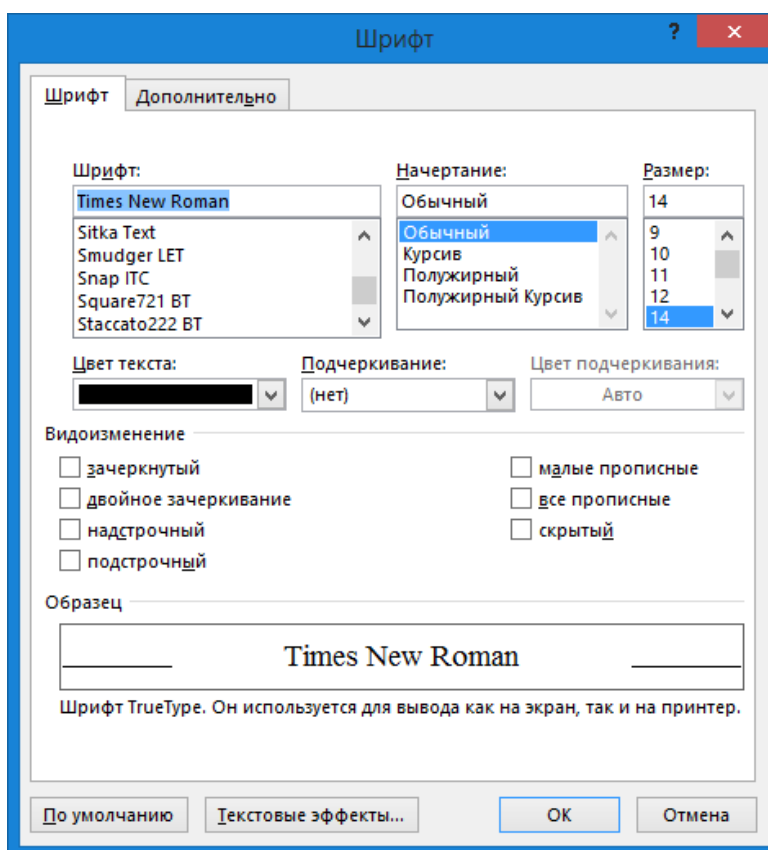 Шрифт ?
Шрифт Дополнительно
Шрифт: Начертание: Размер:
Times New Roman Обычный 14
Sitka Text Обычный 9
Smudger LET Курсив 10
Snap ITC Полужирный 11
Square721 BT Полужирный Курсив 12
Staccato222 BT 14
Цвет текста: Подчеркивание: Цвет подчеркивания:
(нет) Авто
Видоизменение
зачеркнутый малые прописные
двойное зачеркивание все прописные
надстрочный скрытый
подстрочный
Образец
Times New Roman
Шрифт TrueType. Он используется для вывода как на экран, так и на принтер.
По умолчанию Текстовые эффекты... ОК Отмена